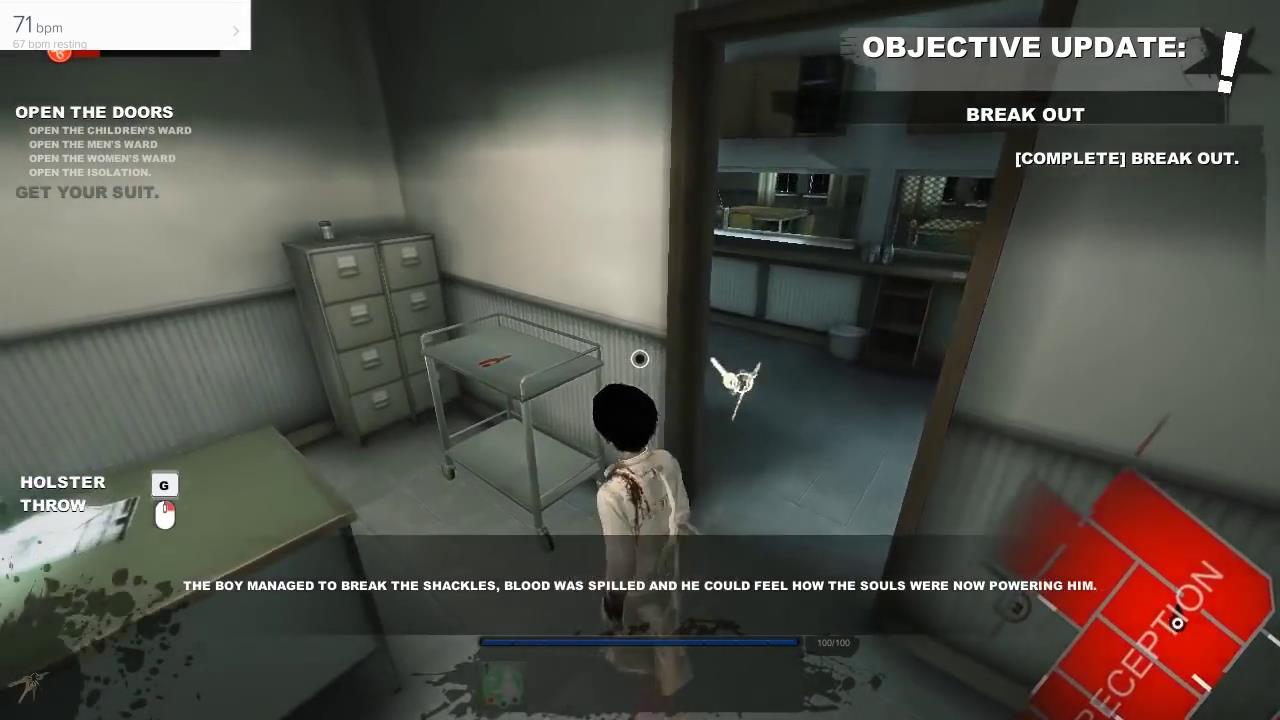 71 bpm
67 bpm resting
OBJECTIVE UPDATE:
BREAK OUT
[COMPLETE] BREAK OUT.
OPEN THE DOORS
OPEN THE CHILDREN'S WARD
OPEN THE MEN'S WARD
OPEN THE WOMEN'S WARD
OPEN THE ISOLATION.
GET YOUR SUIT.
HOLSTER G
THROW
THE BOY MANAGED TO BREAK THE SHACKLES, BLOOD WAS SPILLED AND HE COULD FEEL HOW THE SOULS WERE NOW POWERING HIM.
100/100
RECEPTION